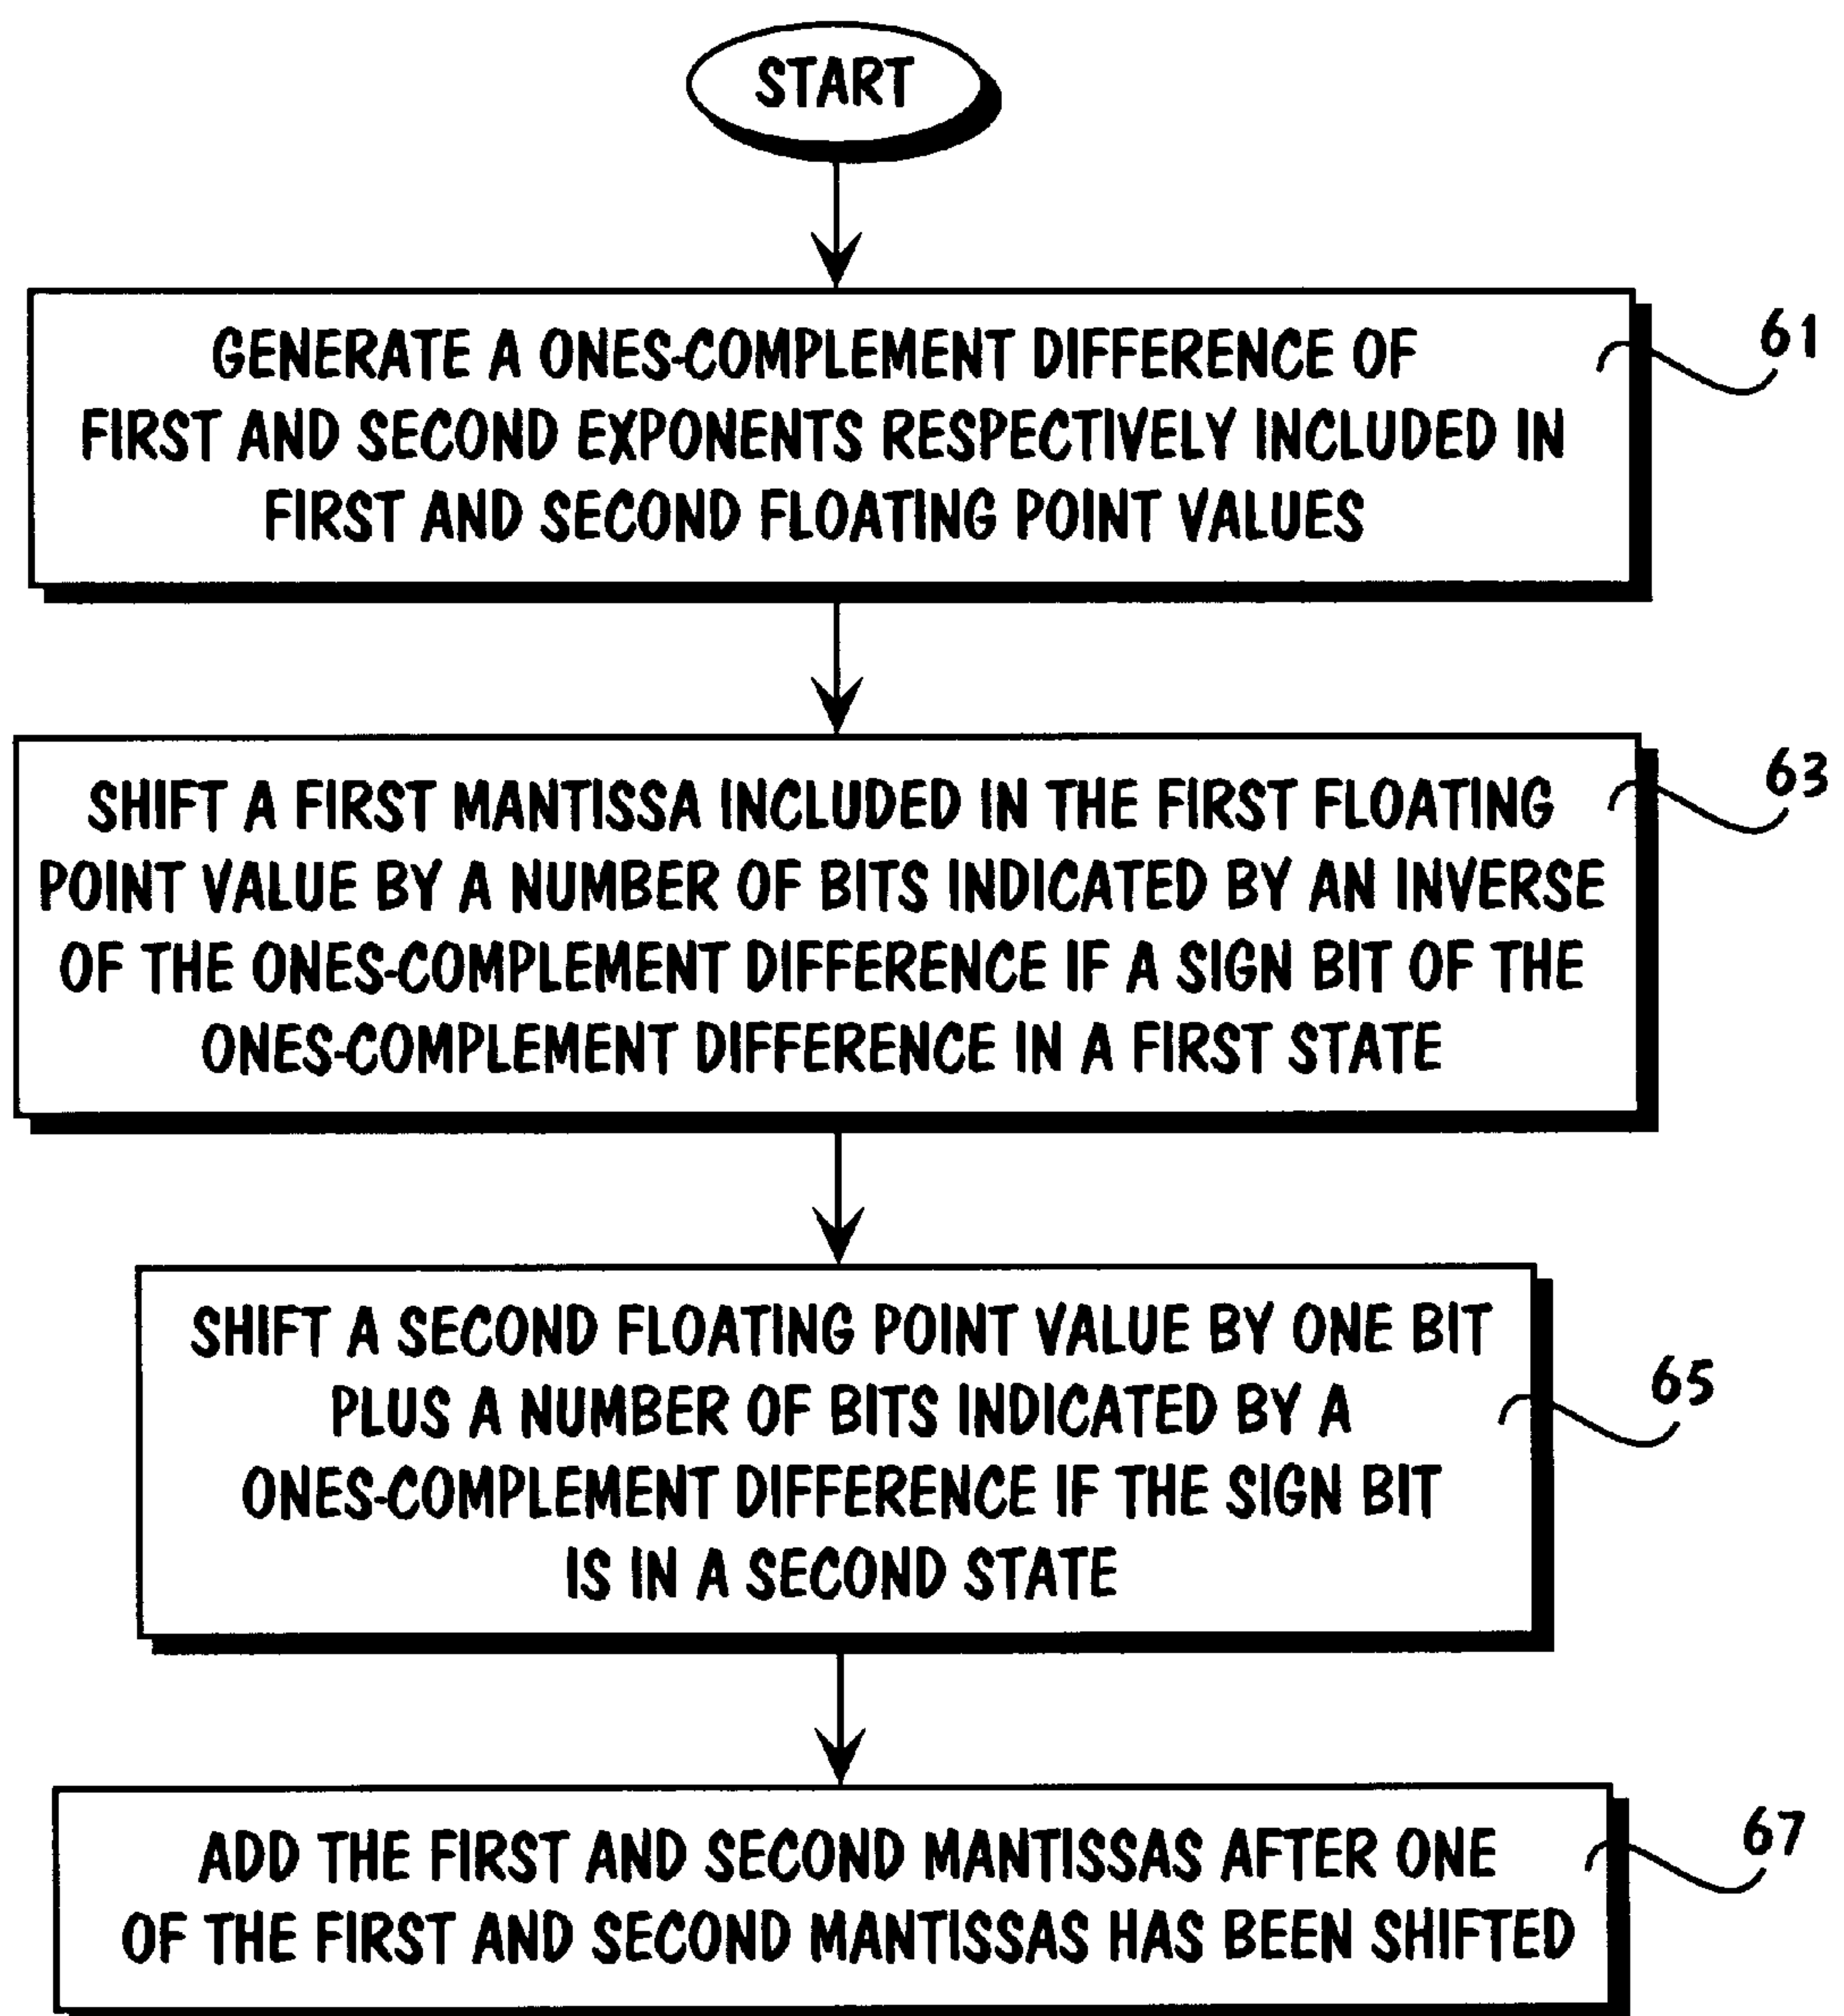 START
GENERATE A ONES-COMPLEMENT DIFFERENCE OF
FIRST AND SECOND EXPONENTS RESPECTIVELY INCLUDED IN
FIRST AND SECOND FLOATING POINT VALUES
61
SHIFT A FIRST MANTISSA INCLUDED IN THE FIRST FLOATING
POINT VALUE BY A NUMBER OF BITS INDICATED BY AN INVERSE
OF THE ONES-COMPLEMENT DIFFERENCE IF A SIGN BIT OF THE
ONES-COMPLEMENT DIFFERENCE IN A FIRST STATE
63
SHIFT A SECOND FLOATING POINT VALUE BY ONE BIT
PLUS A NUMBER OF BITS INDICATED BY A
ONES-COMPLEMENT DIFFERENCE IF THE SIGN BIT
IS IN A SECOND STATE
65
ADD THE FIRST AND SECOND MANTISSAS AFTER ONE
OF THE FIRST AND SECOND MANTISSAS HAS BEEN SHIFTED
67